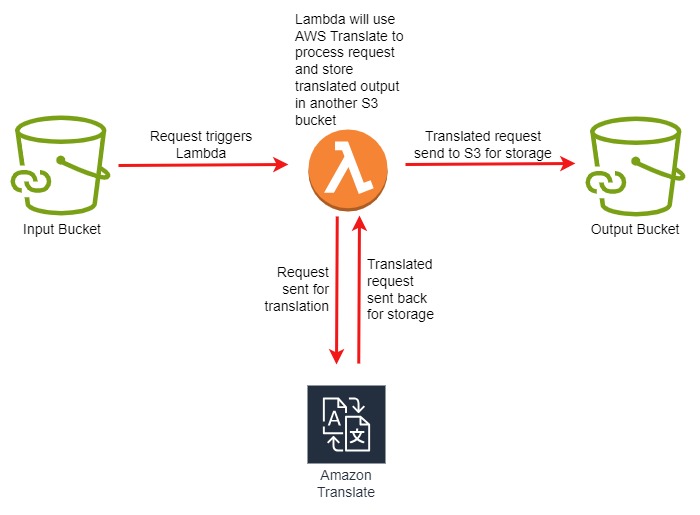 Lambda will use
AWS Translate to
process request
and store
translated output
in another S3
bucket
Request triggers
Lambda
Translated request
send to S3 for storage
Input Bucket
Output Bucket
Request
sent for
translation
Translated
request
sent back
for storage
A
文
Amazon
Translate